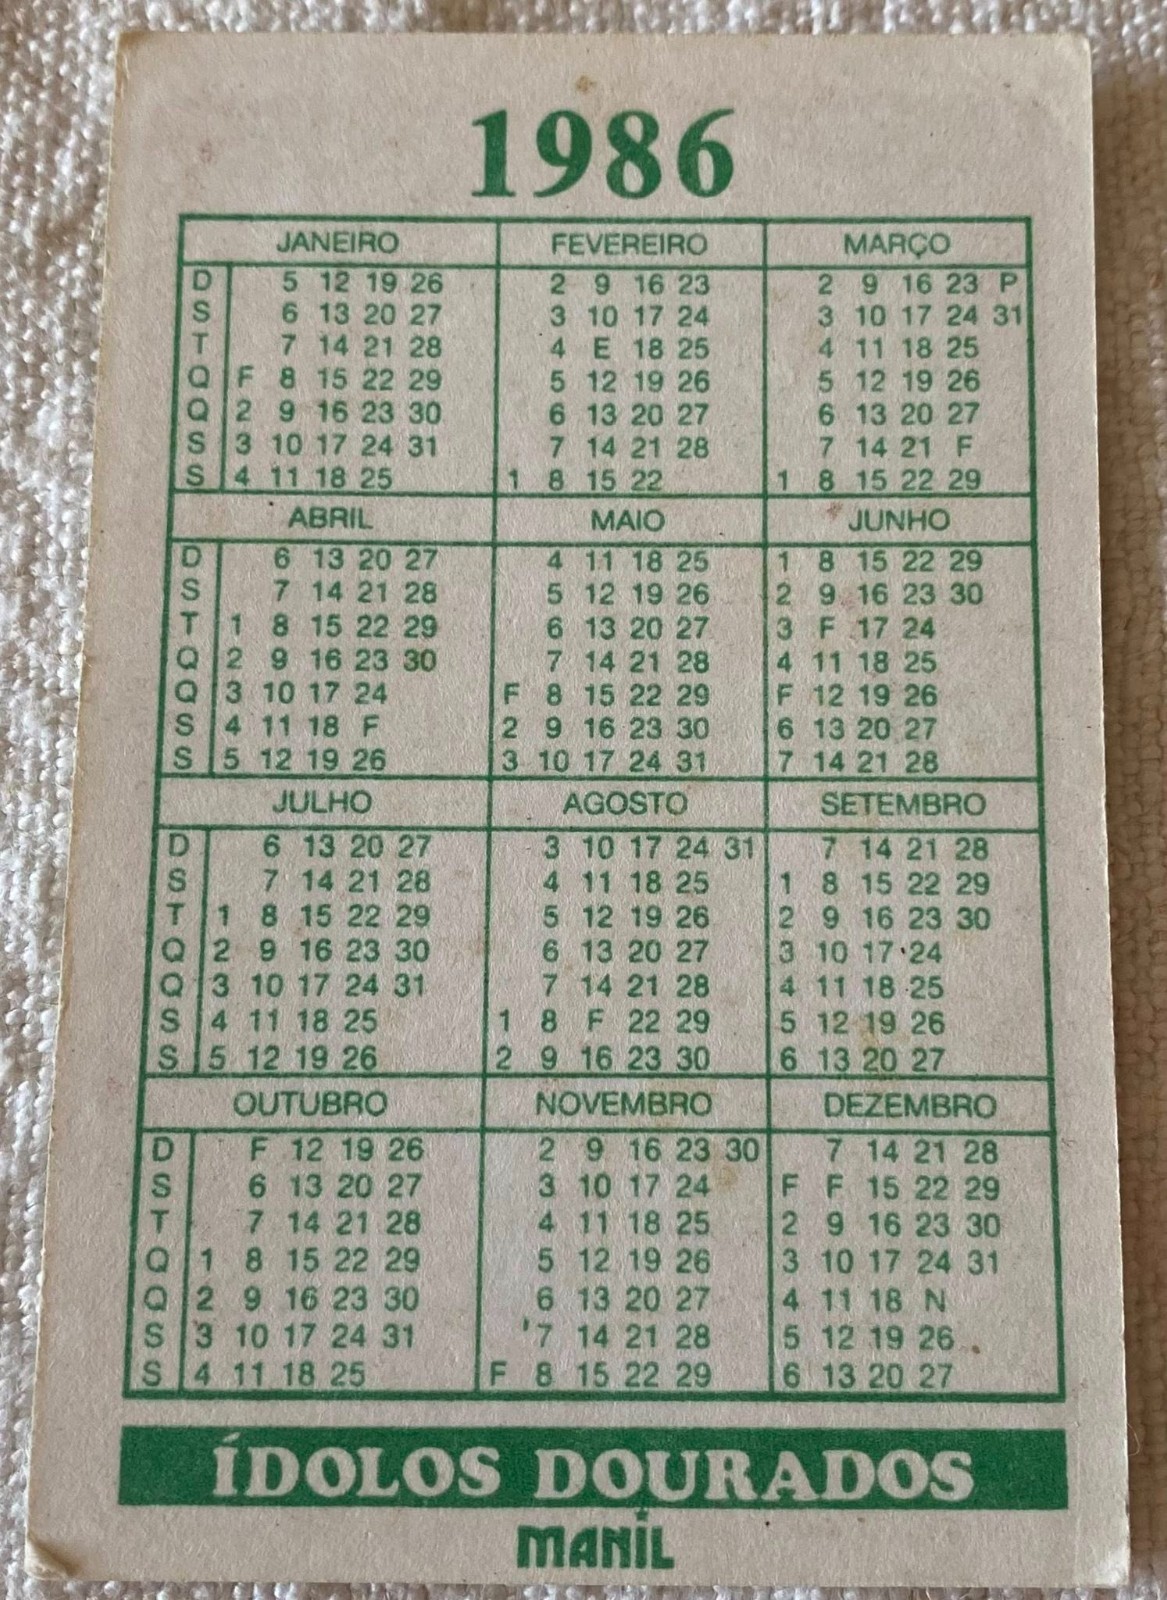 1986
JANEIRO FEVEREIRO MARÇO
D 5 12 19 26 2 9 16 23 2 9 16 23 P
S 6 13 20 27 3 10 17 24 3 10 17 24 31
T 7 14 21 28 4 E 18 25 4 11 18 25
Q F 8 15 22 29 5 12 19 26 5 12 19 26
Q 2 9 16 23 30 6 13 20 27 6 13 20 27
S 3 10 17 24 31 7 14 21 28 7 14 21 F
S 4 11 18 25 1 8 15 22 1 8 15 22 29
ABRIL MAIO JUNHO
D 6 13 20 27 4 11 18 25 1 8 15 22 29
S 7 14 21 28 5 12 19 26 2 9 16 23 30
T 1 8 15 22 29 6 13 20 27 3 F 17 24
Q 2 9 16 23 30 7 14 21 28 4 11 18 25
Q 3 10 17 24 F 8 15 22 29 F 12 19 26
S 4 11 18 F 2 9 16 23 30 6 13 20 27
S 5 12 19 26 3 10 17 24 31 7 14 21 28
JULHO AGOSTO SETEMBRO
D 6 13 20 27 3 10 17 24 31 7 14 21 28
S 7 14 21 28 4 11 18 25 1 8 15 22 29
T 1 8 15 22 29 5 12 19 26 2 9 16 23 30
Q 2 9 16 23 30 6 13 20 27 3 10 17 24
Q 3 10 17 24 31 7 14 21 28 4 11 18 25
S 4 11 18 25 1 8 F 22 29 5 12 19 26
S 5 12 19 26 2 9 16 23 30 6 13 20 27
OUTUBRO NOVEMBRO DEZEMBRO
D F 12 19 26 2 9 16 23 30 7 14 21 28
S 6 13 20 27 3 10 17 24 F F 15 22 29
T 7 14 21 28 4 11 18 25 2 9 16 23 30
Q 1 8 15 22 29 5 12 19 26 3 10 17 24 31
Q 2 9 16 23 30 6 13 20 27 4 11 18 N
S 3 10 17 24 31 7 14 21 28 5 12 19 26
S 4 11 18 25 F 8 15 22 29 6 13 20 27
ÍDOLOS DOURADOS
MANÍL